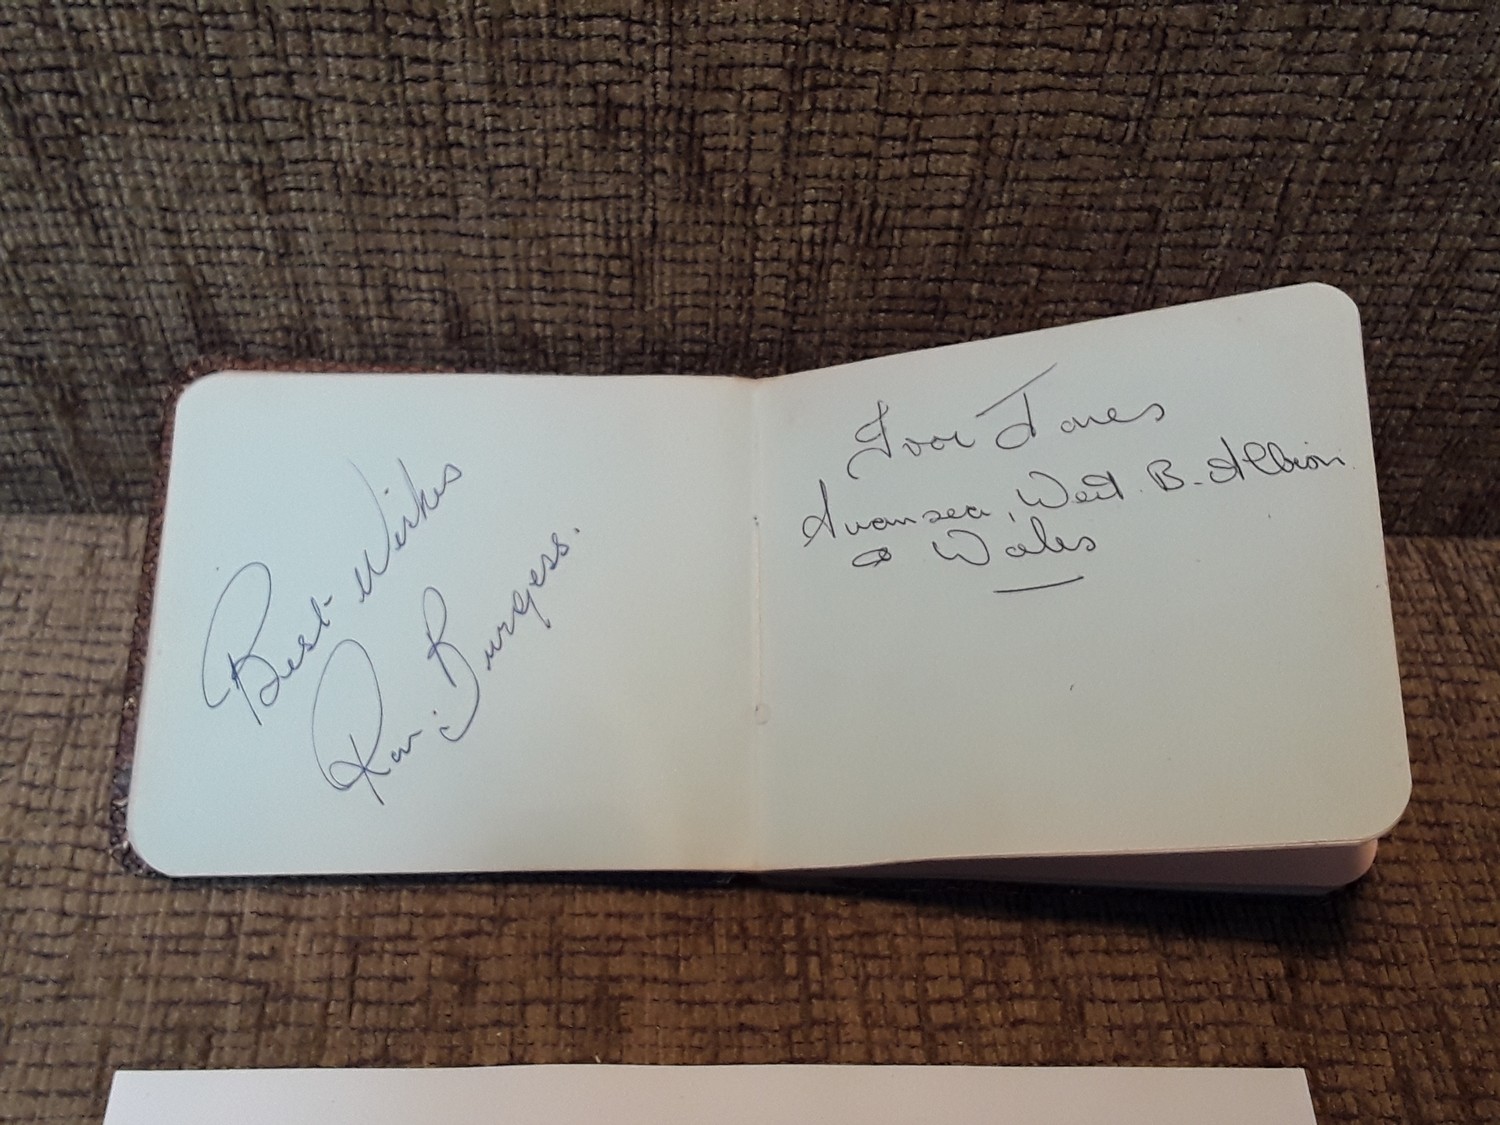 Best Wishes
Ron Burgess.
Ivor Jones
Swansea, West B. Albion
& Wales